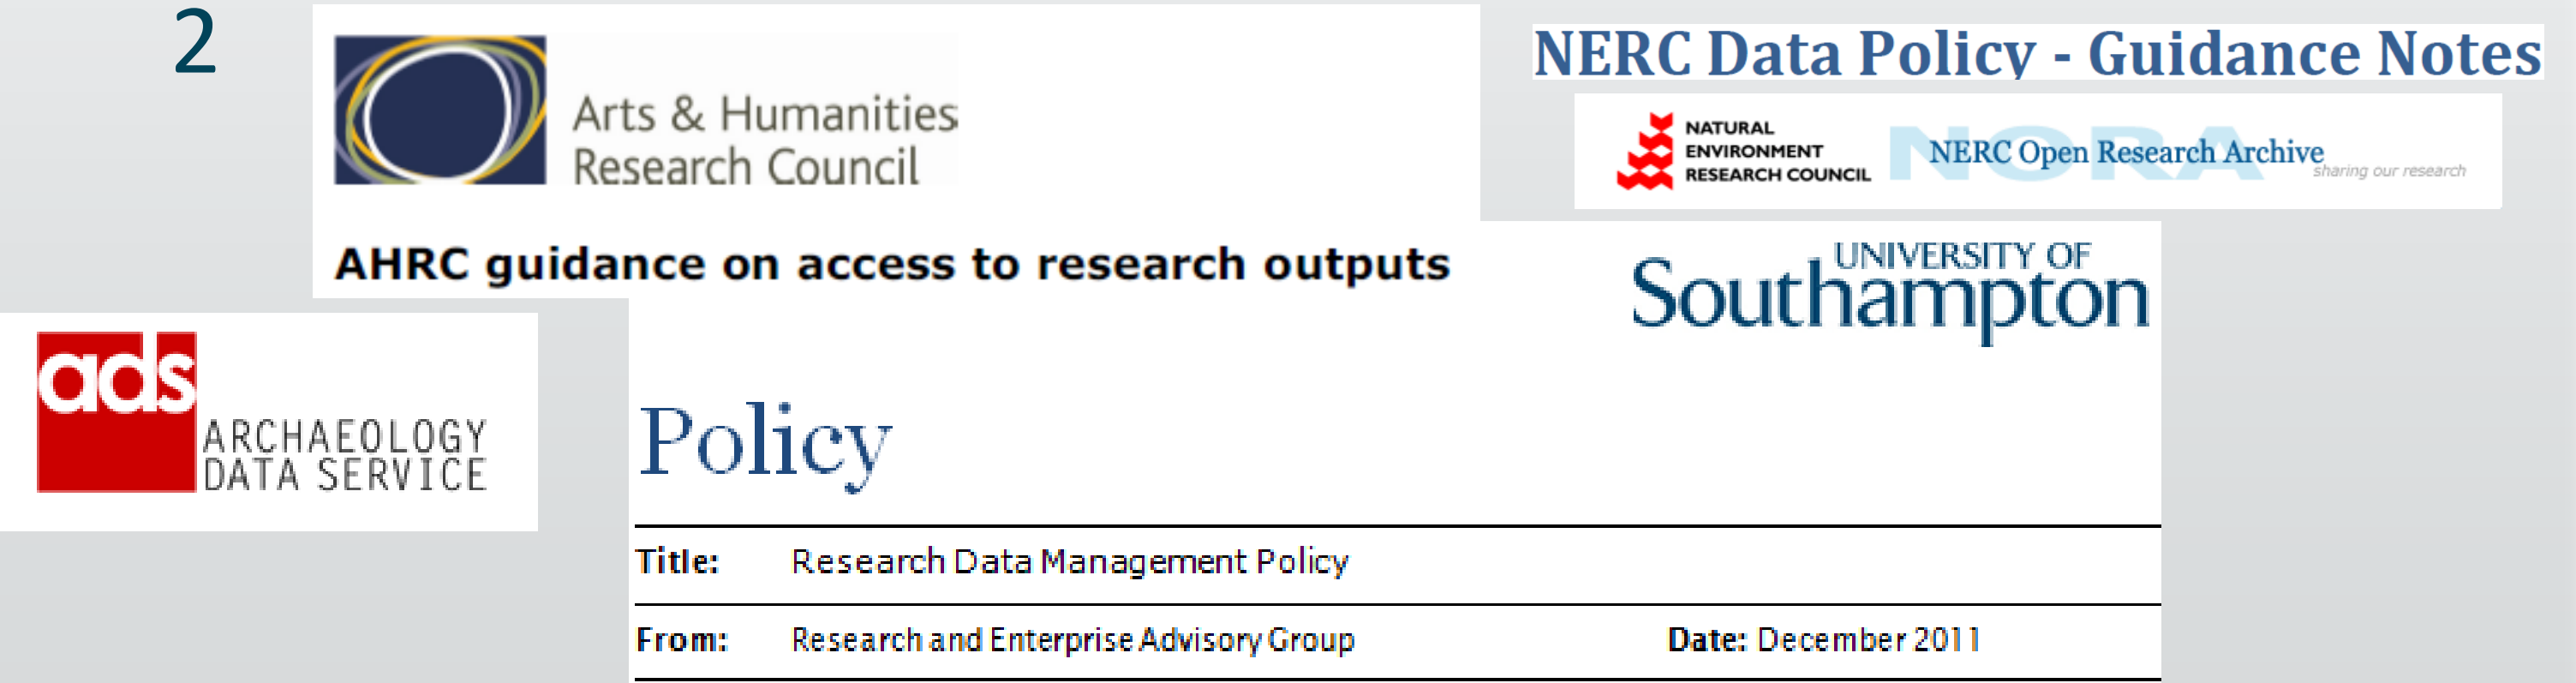 2
Arts & Humanities
Research Council
AHRC guidance on access to research outputs
NERC Data Policy - Guidance Notes
NATURAL
ENVIRONMENT
RESEARCH COUNCIL
NORA
NERC Open Research Archive
sharing our research
UNIVERSITY OF
Southampton
ads
ARCHAEOLOGY
DATA SERVICE
Policy
Title: Research Data Management Policy
From: Research and Enterprise Advisory Group Date: December 2011